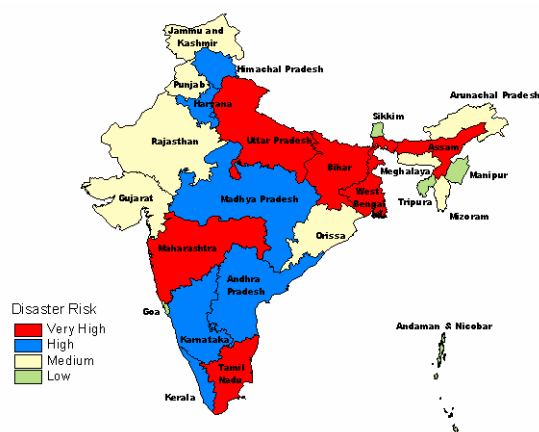 Jammu and
Kashmir
Himachal Pradesh
Punjab
Haryana
Arunachal Pradesh
Sikkim
Rajasthan
Uttar Pradesh
Assam
Bihar
Meghalaya
Manipur
Gujarat
Madhya Pradesh
West
Bengal
Tripura
Mizoram
Orissa
Maharashtra
Andhra
Pradesh
Goa
Disaster Risk
Very High
High
Medium
Low
Andaman & Nicobar
Karnataka
Tamil
Nadu
Kerala